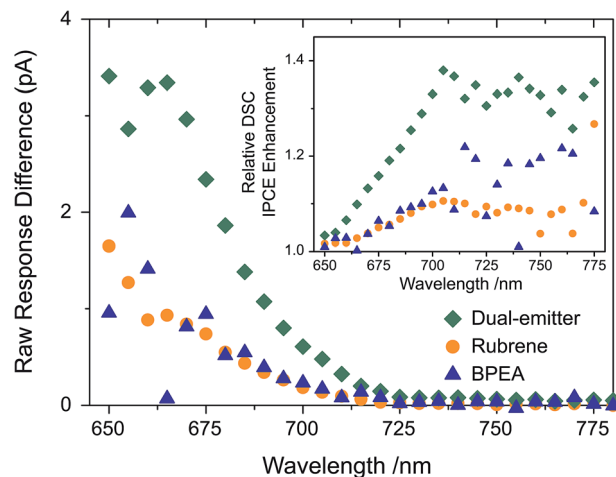 Raw Response Difference (pA)
4
2
0
650
675
700
725
750
775
Wavelength /nm
Relative DSC
IPCE Enhancement
1.4
1.2
1.0
650
675
700
725
750
775
Wavelength /nm
Dual-emitter
Rubrene
BPEA